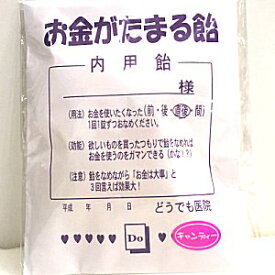 お金がたまる飴
内甲飴
様
(用法) お金を使いたくなった(前・後・直後・間)
1回1錠ずつおなめください。
(効能) 欲しいものを買ったつもりで飴をなめれば
お金を使うのをガマンできる(かな!?)
(注意) 飴をなめながら「お金は大事」と
3回言えば効果大!
平成 年 月 日 どうでも医院
♥♥♥♥♥ Do ♥ キャンディー